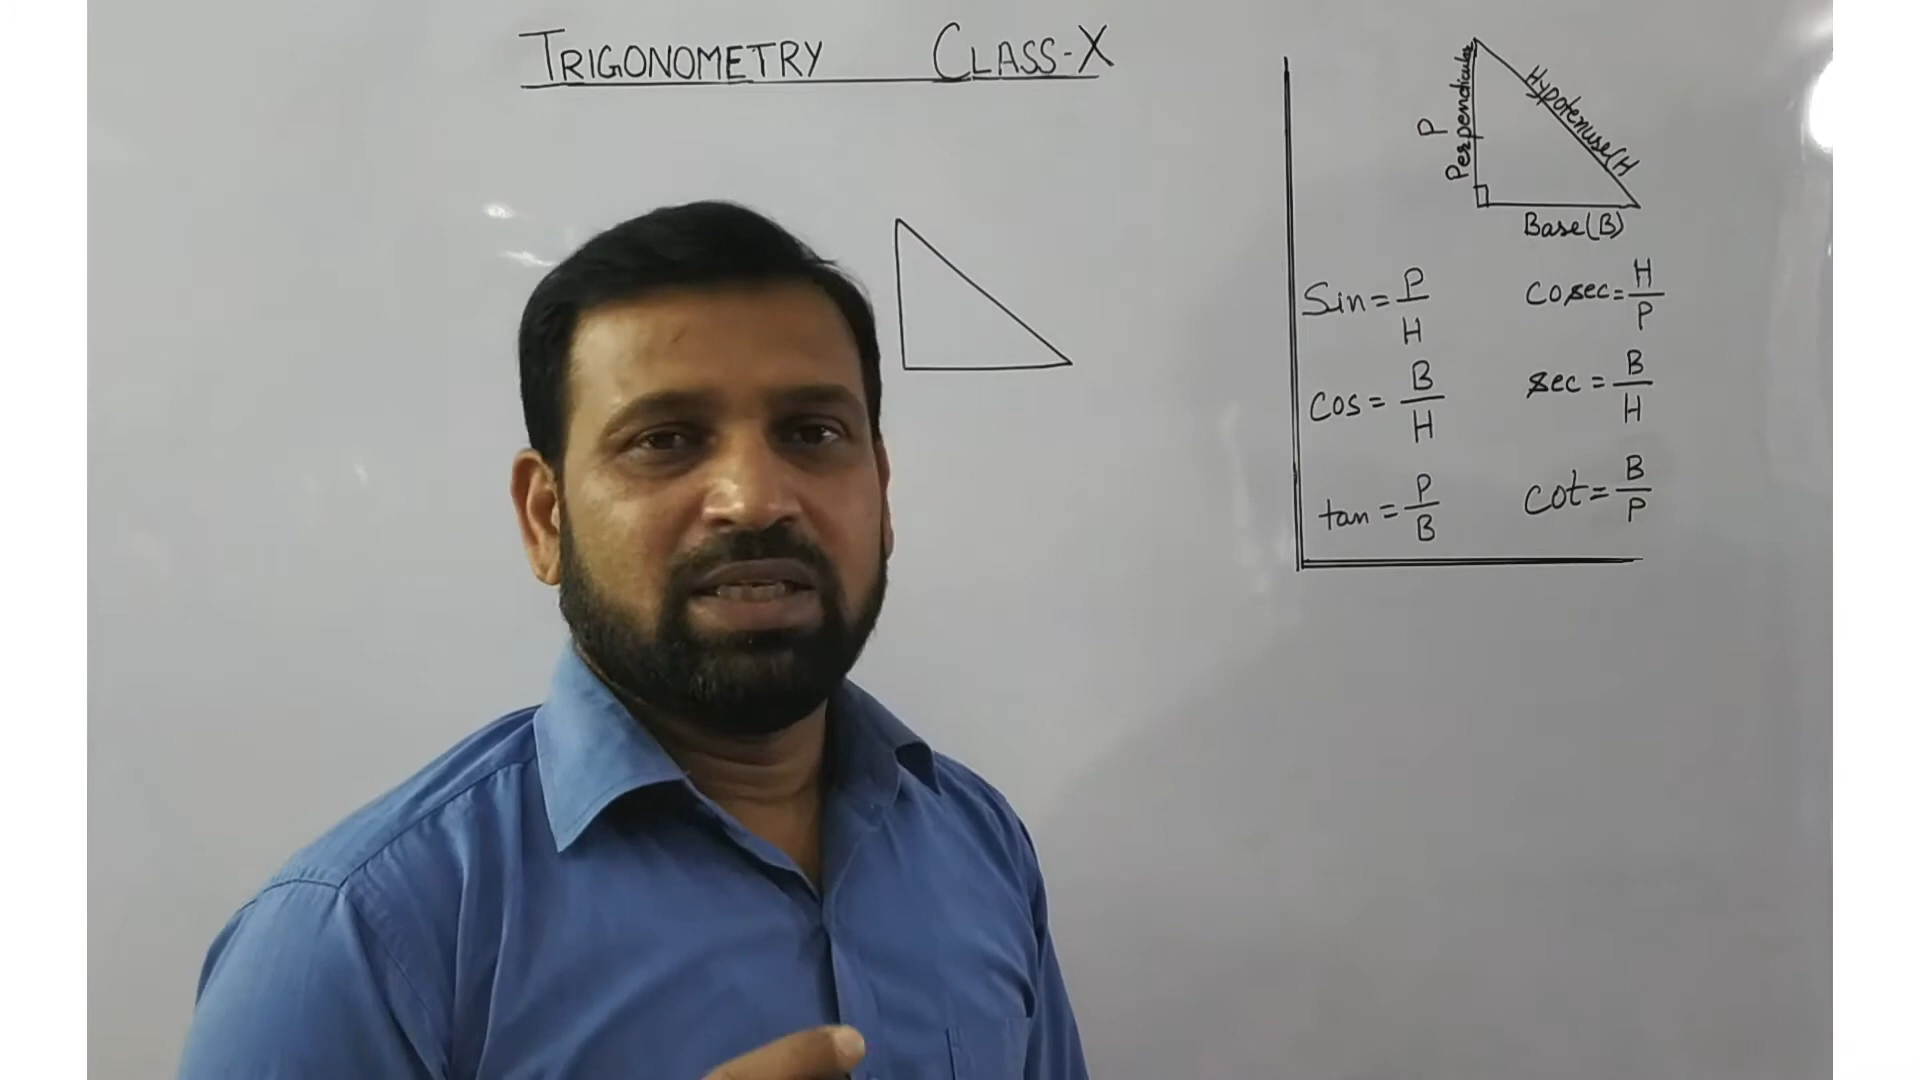 TRIGONOMETRY CLASS-X
P
Perpendicular
Hypotenuse(H
Base(B)
Sin = P/H
cosec = H/P
cos = B/H
sec = B/H
tan = P/B
cot = B/P